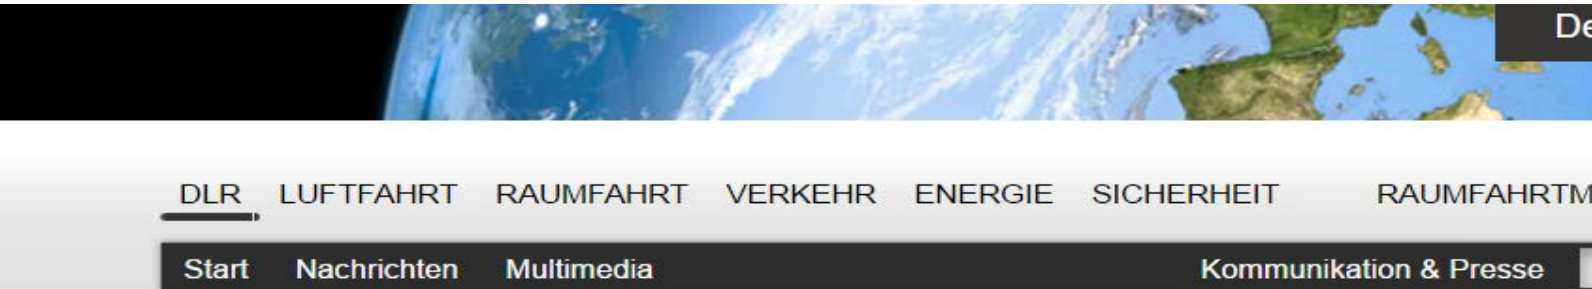 De
DLR LUFTFAHRT RAUMFAHRT VERKEHR ENERGIE SICHERHEIT RAUMFAHRTM
Start Nachrichten Multimedia Kommunikation & Presse